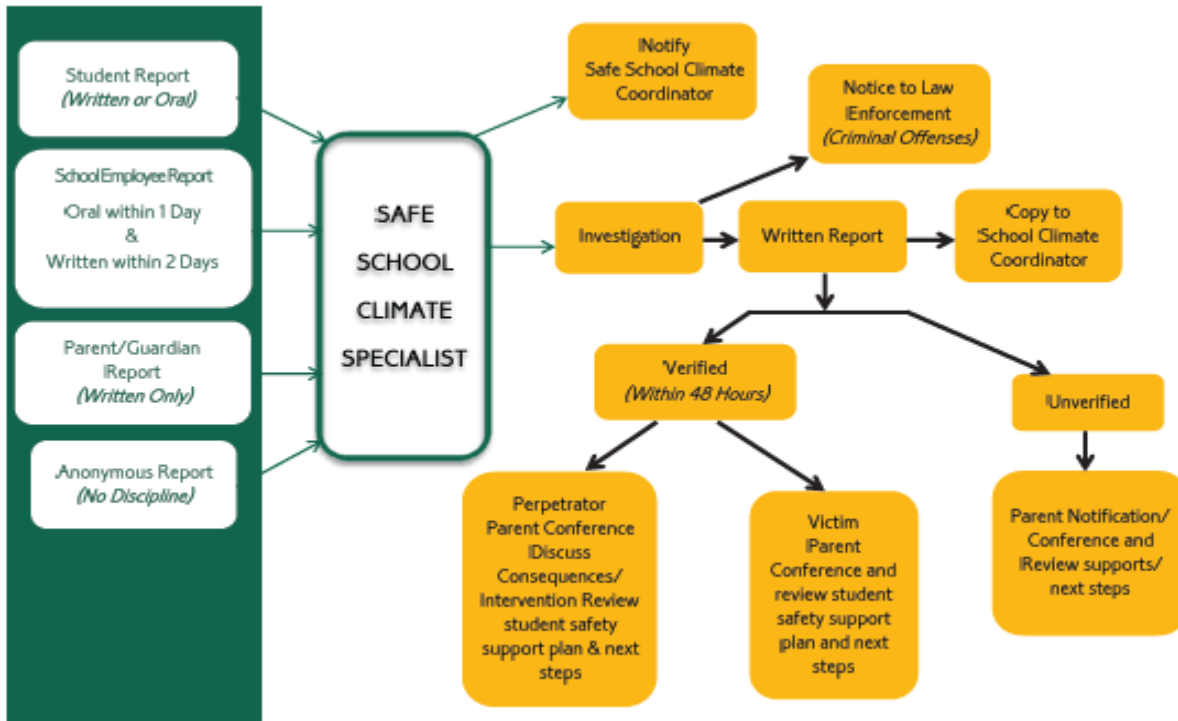 Student Report
(Written or Oral)
School Employee Report
Oral within 1 Day
&
Written within 2 Days
Parent/Guardian
Report
(Written Only)
Anonymous Report
(No Discipline)
SAFE
SCHOOL
CLIMATE
SPECIALIST
Notify
Safe School Climate
Coordinator
Notice to Law
Enforcement
(Criminal Offenses)
Investigation
Written Report
Copy to
School Climate
Coordinator
Verified
(Within 48 Hours)
Unverified
Perpetrator
Parent Conference
Discuss
Consequences/
Intervention Review
student safety
support plan & next
steps
Victim
Parent
Conference and
review student
safety support
plan and next
steps
Parent Notification/
Conference and
Review supports/
next steps